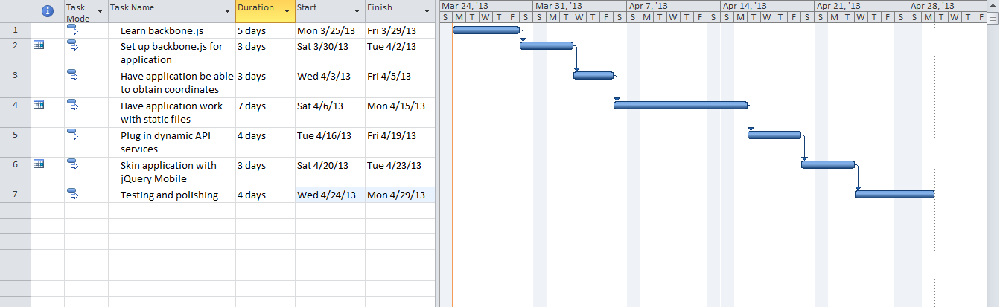 Task Mode Task Name Duration Start Finish
Mar 24, '13 Mar 31, '13 Apr 7, '13 Apr 14, '13 Apr 21, '13 Apr 28, '13
S M T W T F S S M T W T F S S M T W T F S S M T W T F S S M T W T F S S M T W T F
1 Learn backbone.js 5 days Mon 3/25/13 Fri 3/29/13
2 Set up backbone.js for 3 days Sat 3/30/13 Tue 4/2/13
application
3 Have application be able 3 days Wed 4/3/13 Fri 4/5/13
to obtain coordinates
4 Have application work 7 days Sat 4/6/13 Mon 4/15/13
with static files
5 Plug in dynamic API 4 days Tue 4/16/13 Fri 4/19/13
services
6 Skin application with 3 days Sat 4/20/13 Tue 4/23/13
jQuery Mobile
7 Testing and polishing 4 days Wed 4/24/13 Mon 4/29/13